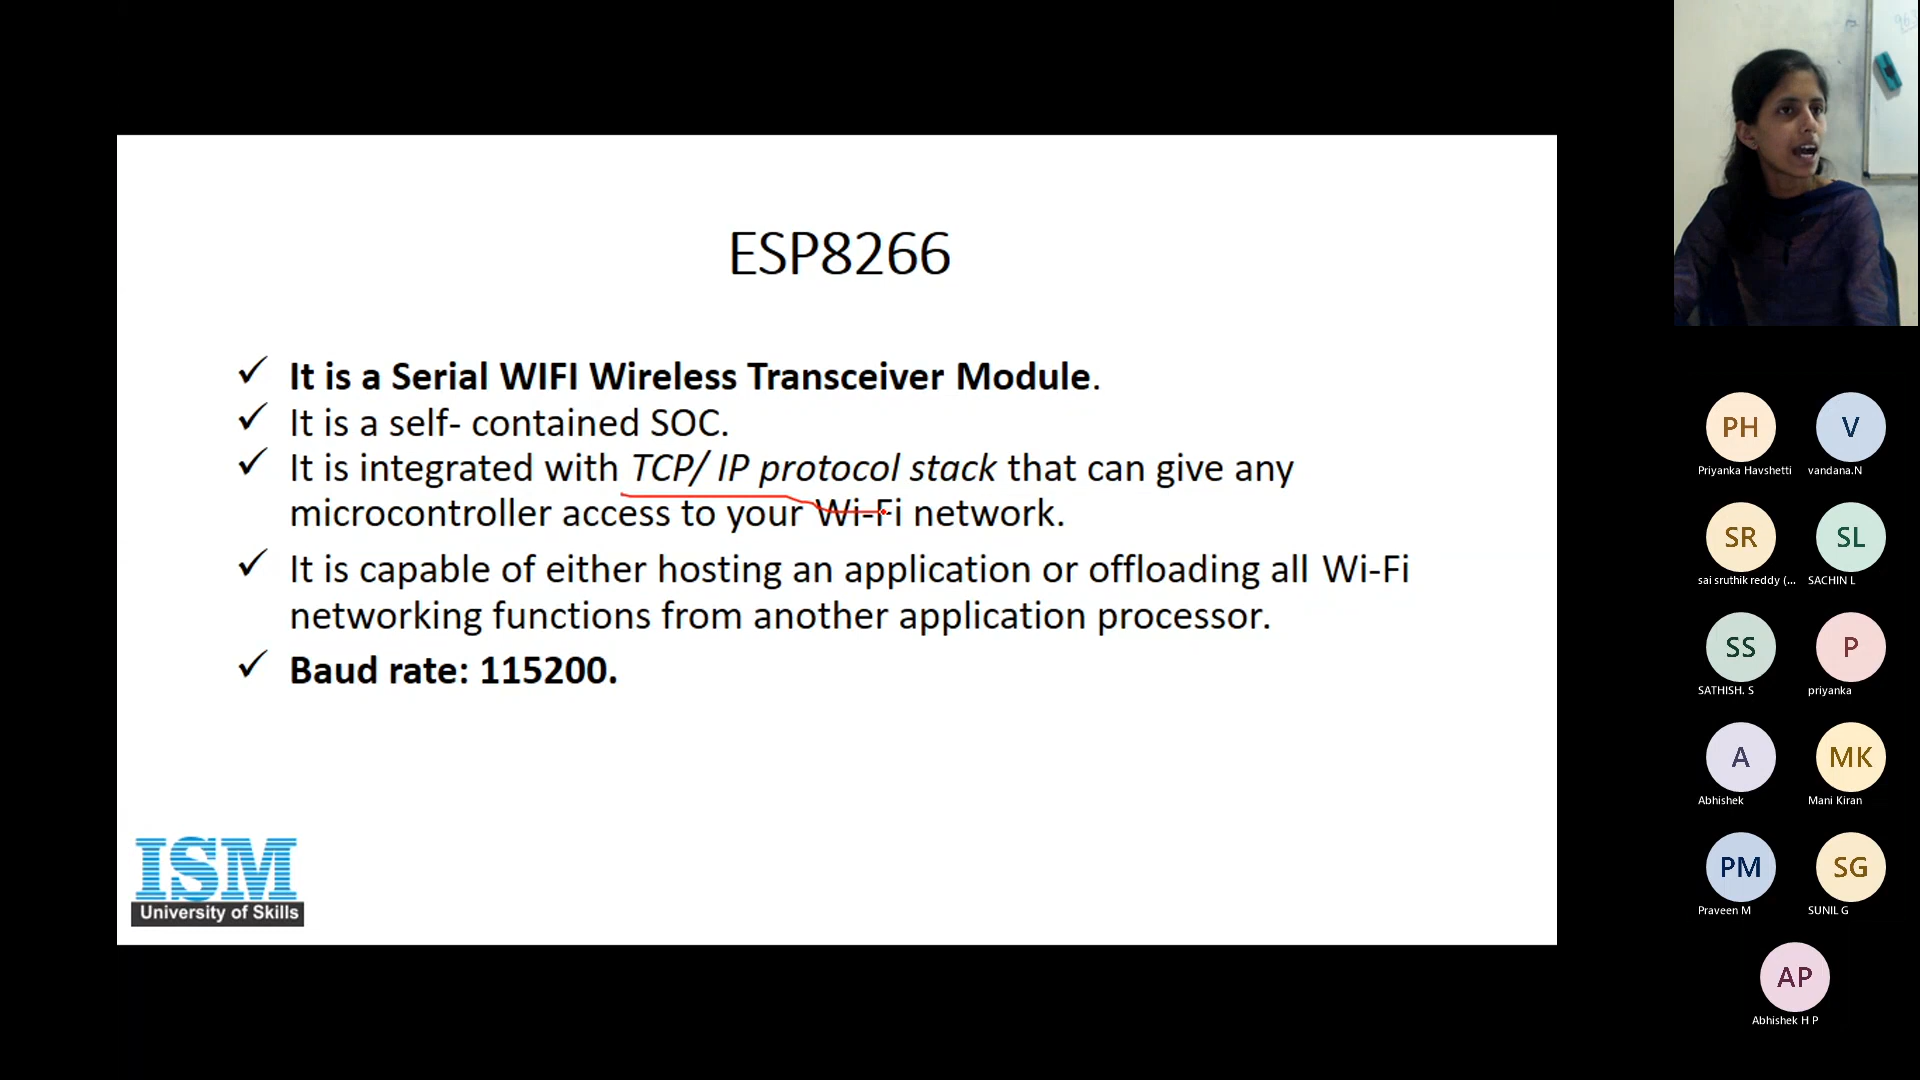 ESP8266
✓ It is a Serial WIFI Wireless Transceiver Module.
✓ It is a self- contained SOC.
✓ It is integrated with TCP/ IP protocol stack that can give any
microcontroller access to your Wi-Fi network.
✓ It is capable of either hosting an application or offloading all Wi-Fi
networking functions from another application processor.
✓ Baud rate: 115200.
ISM
University of Skills
PH
Priyanka Havshetti
V
vandana.N
SR
sai sruthik reddy (...
SL
SACHIN L
SS
SATHISH. S
P
priyanka
A
Abhishek
MK
Mani Kiran
PM
Praveen M
SG
SUNIL G
AP
Abhishek H P